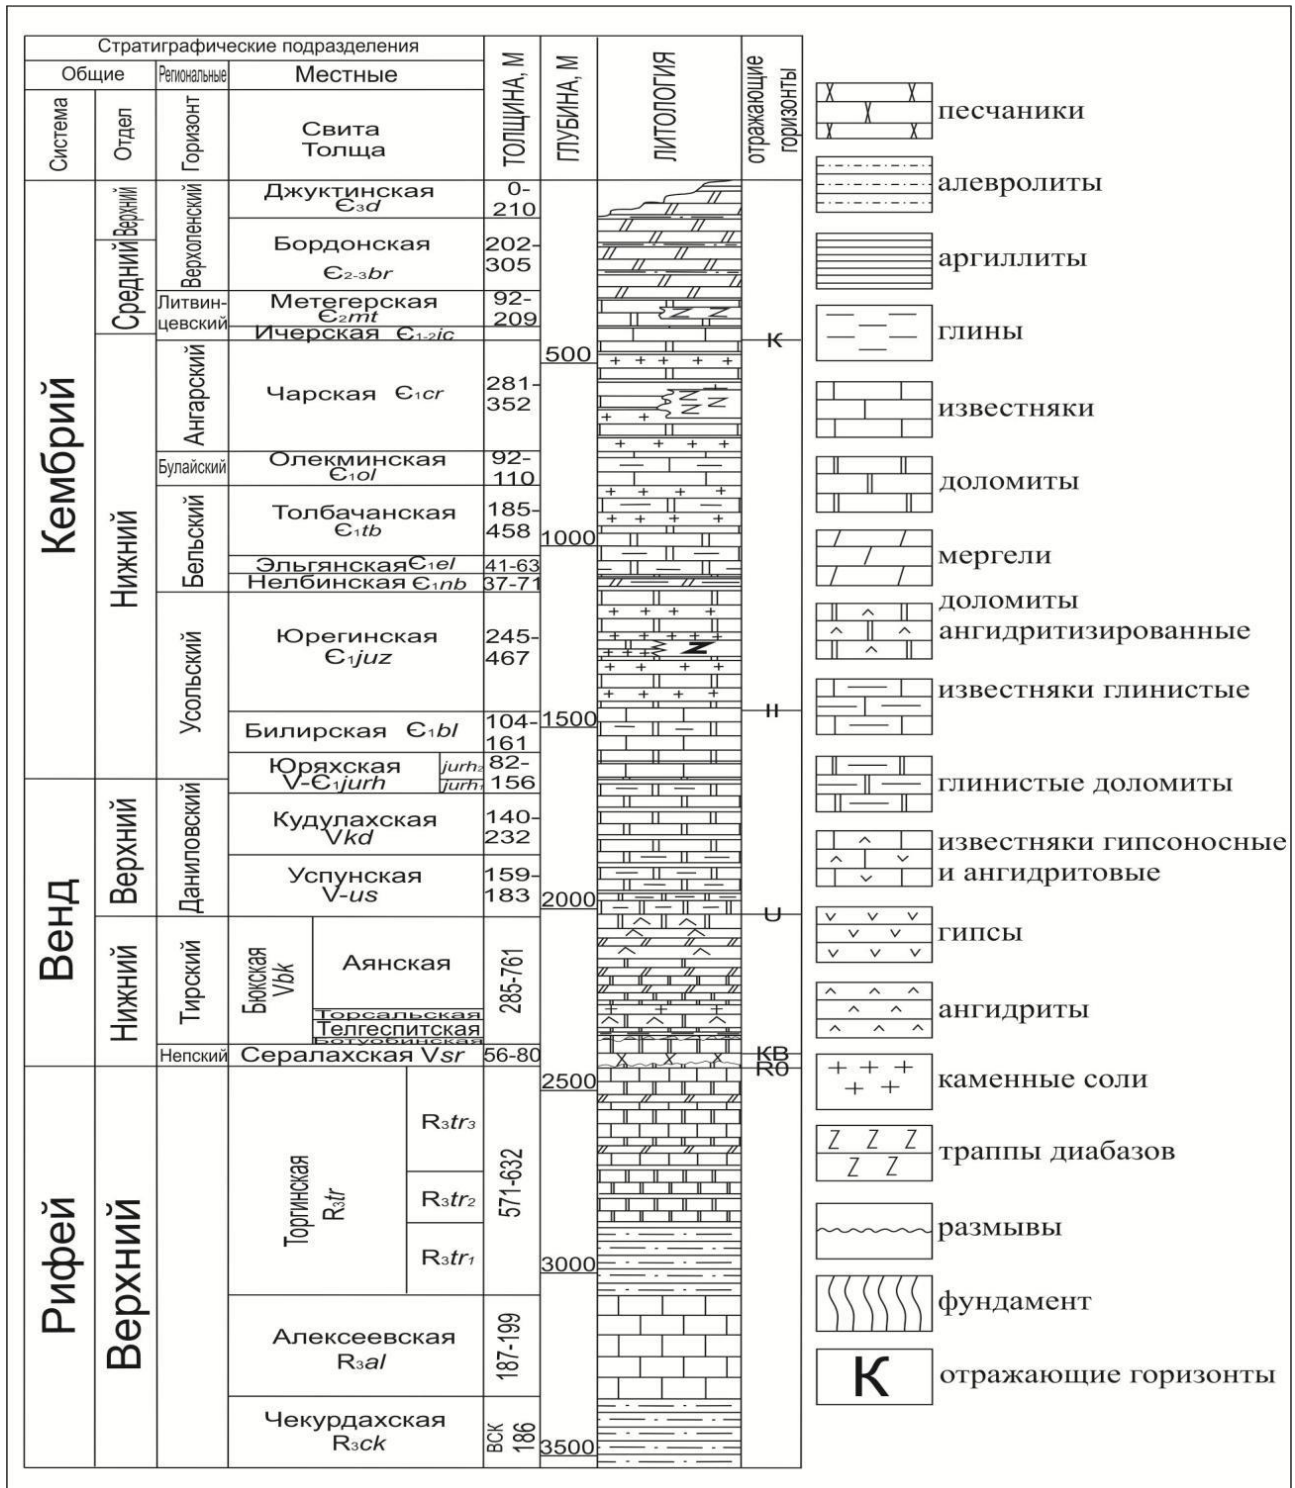 Стратиграфические подразделения
Общие
Региональные
Местные
Система
Отдел
Горизонт
Свита
Толща
ТОЛЩИНА, М
ГЛУБИНА, М
ЛИТОЛОГИЯ
отражающие
горизонты
Кембрий
Венд
Рифей
Верхний
Средний
Нижний
Верхний
Нижний
Верхний
Верхоленский
Литвин-
цевский
Ангарский
Булайский
Бельский
Усольский
Даниловский
Тирский
Непский
Джуктинская
Є3d
0-
210
Бордонская
Є2-3br
202-
305
Метегерская
Є2mt
92-
209
Ичерская Є1-2ic
Чарская Є1cr
281-
352
Олекминская
Є1ol
92-
110
Толбачанская
Є1tb
185-
458
Эльгянская Є1el
41-63
Нелбинская Є1nb
37-71
Юрегинская
Є1juz
245-
467
Билирская Є1bl
104-
161
Юряхская
V-Є1jurh
jurh2
jurh1
82-
156
Кудулахская
Vkd
140-
232
Успунская
V-us
159-
183
Бюкская
Vbk
Аянская
Торсальская
Телгеспитская
Ботуобинская
285-761
Сералахская Vsr
56-80
Торгинская
R3tr
R3tr3
R3tr2
R3tr1
571-632
Алексеевская
R3al
187-199
Чекурдахская
R3ck
ВСК
186
500
1000
1500
2000
2500
3000
3500
К
II
U
КВ
R0
песчаники
алевролиты
аргиллиты
глины
известняки
доломиты
мергели
доломиты
ангидритизированные
известняки глинистые
глинистые доломиты
известняки гипсоносные
и ангидритовые
гипсы
ангидриты
каменные соли
траппы диабазов
размывы
фундамент
К
отражающие горизонты